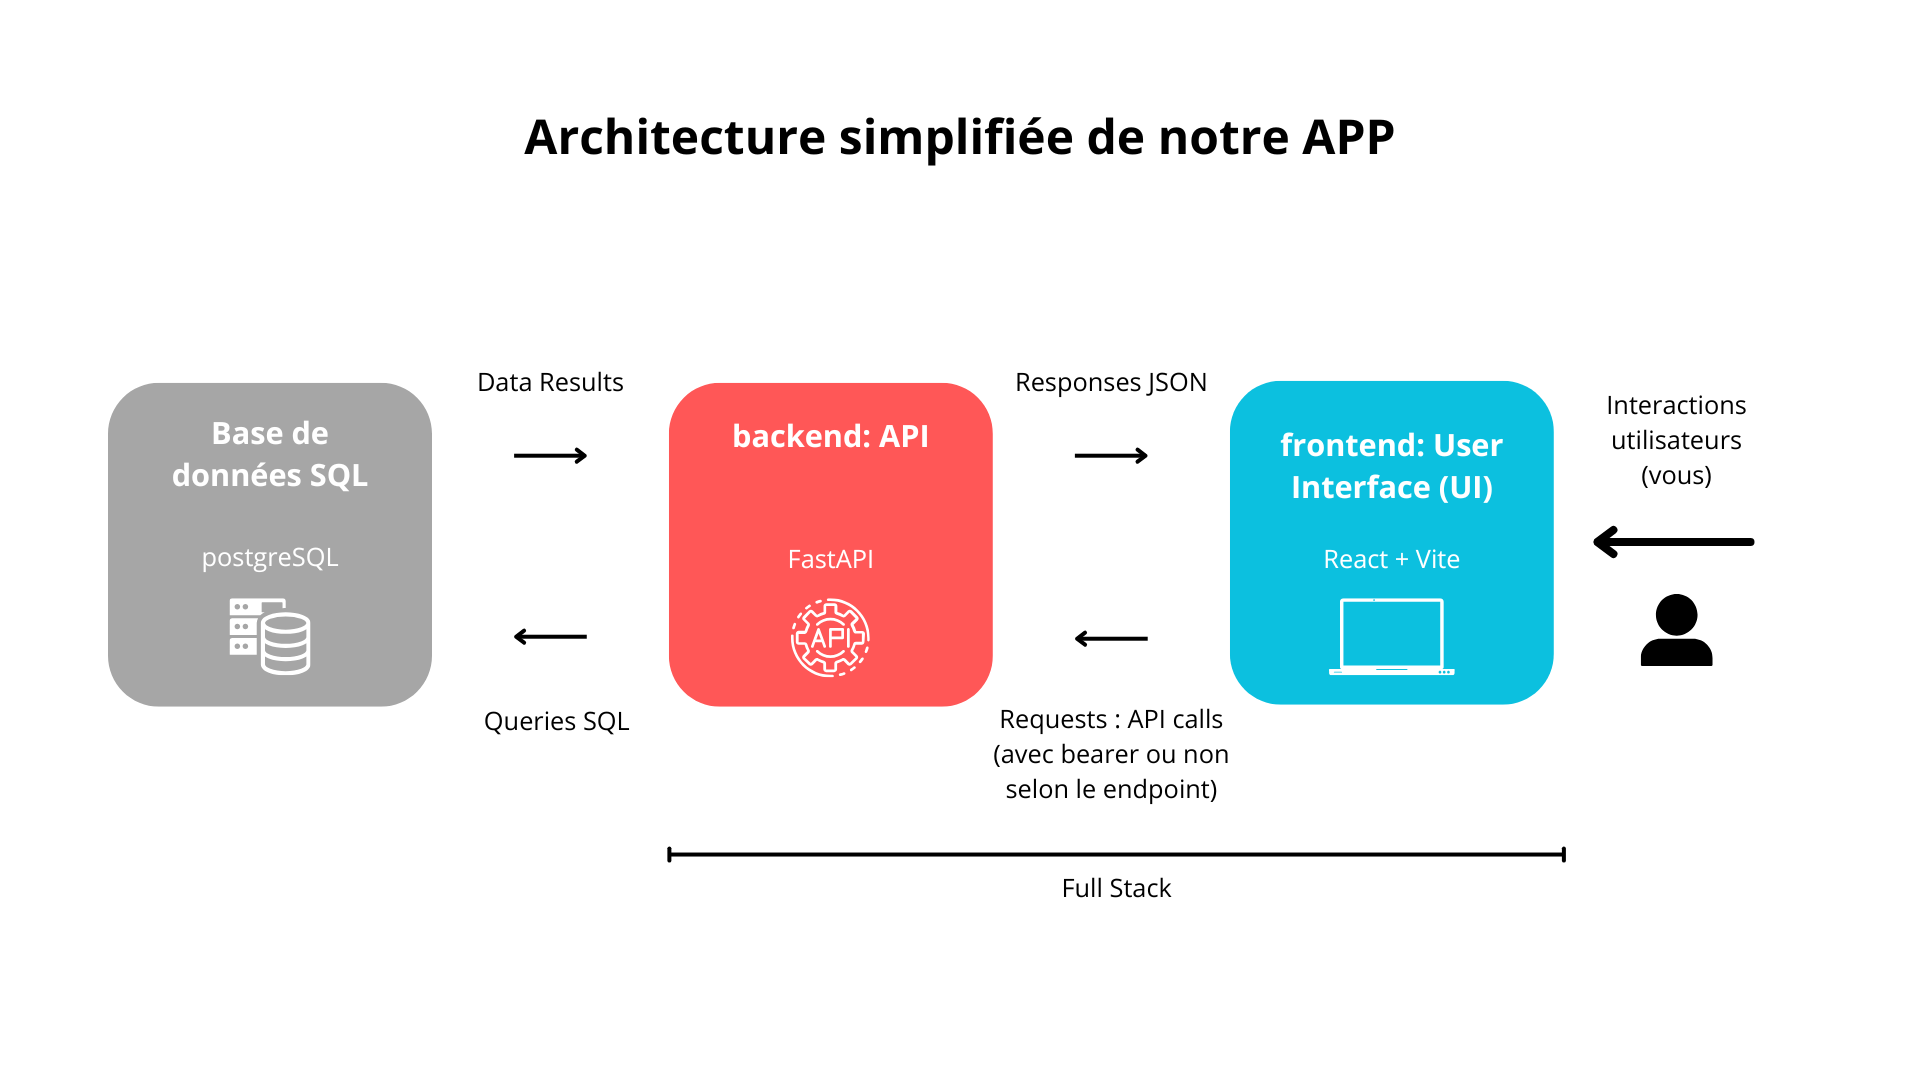 Architecture simplifiée de notre APP
Base de
données SQL
postgreSQL
Data Results
Queries SQL
backend: API
FastAPI
API
Responses JSON
Requests : API calls
(avec bearer ou non
selon le endpoint)
frontend: User
Interface (UI)
React + Vite
Interactions
utilisateurs
(vous)
Full Stack